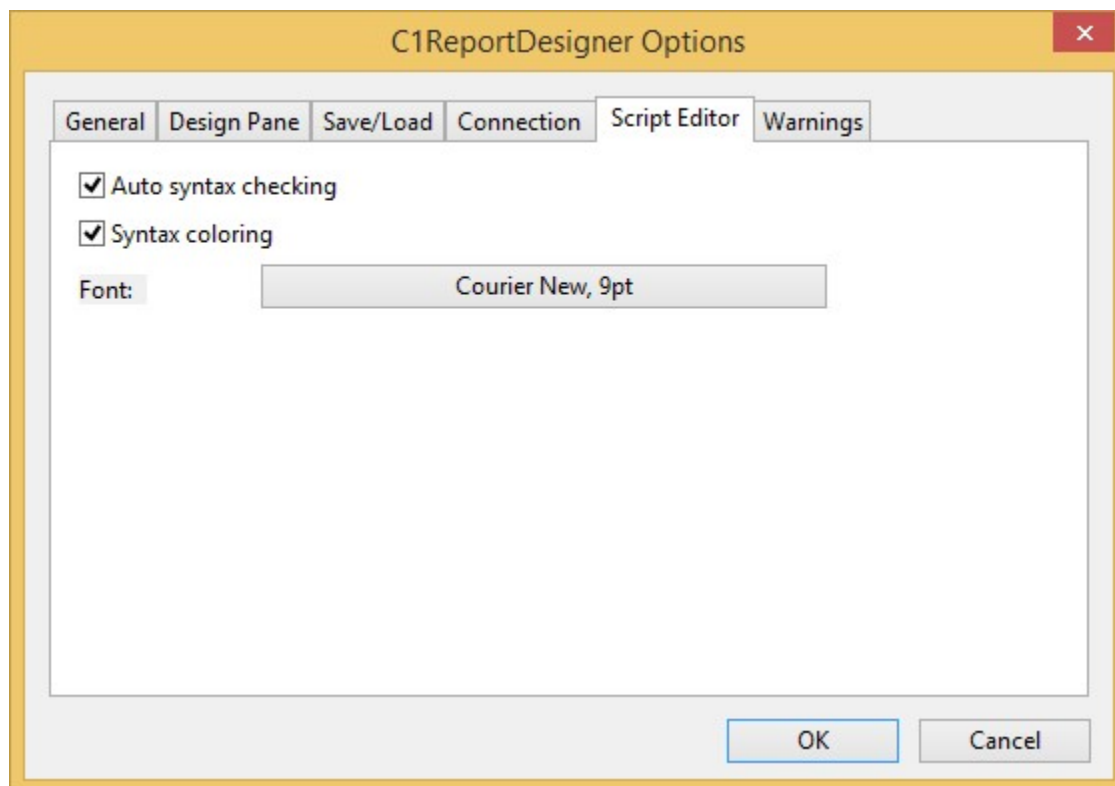 C1ReportDesigner Options
General Design Pane Save/Load Connection Script Editor Warnings
Auto syntax checking
Syntax coloring
Font: Courier New, 9pt
OK Cancel